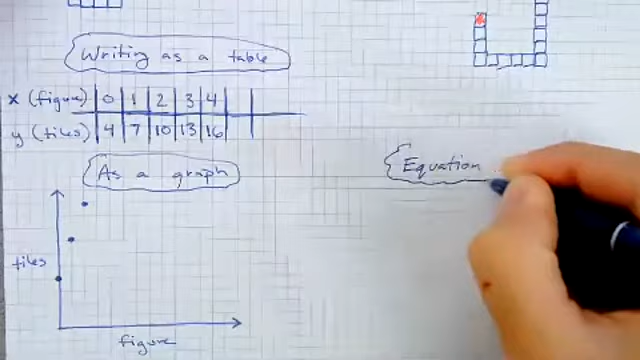 Writing as a table
x (figure) 0 1 2 3 4
y (tiles) 4 7 10 13 16
As a graph
Equation
tiles
figure